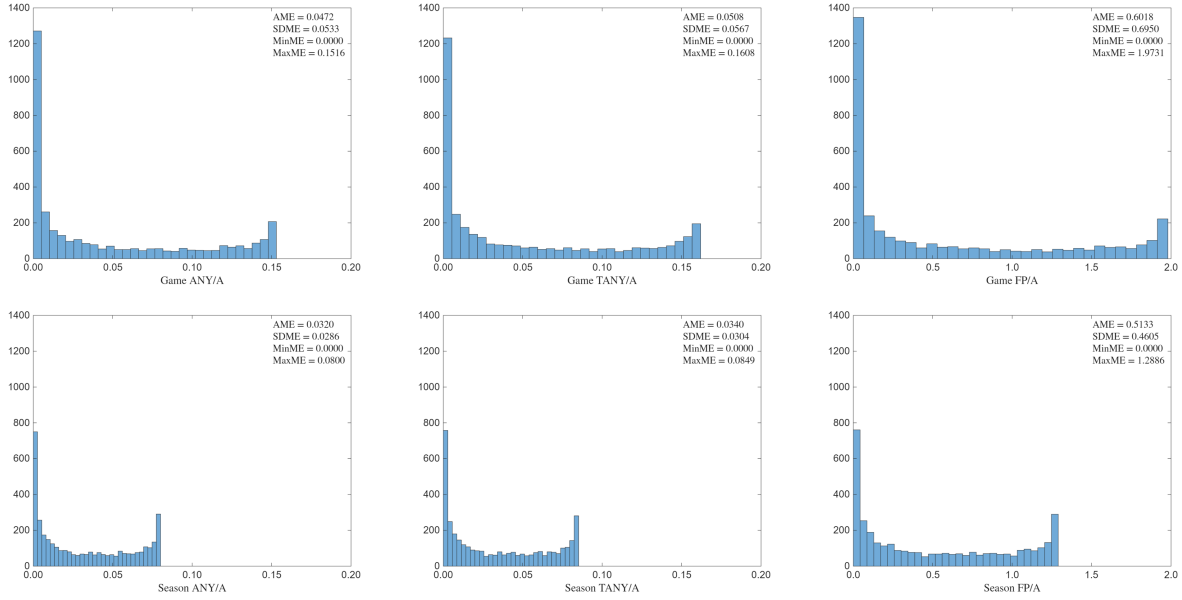 1400
1200
1000
800
600
400
200
0
0.00 0.05 0.10 0.15 0.20
Game ANY/A
AME = 0.0472
SDME = 0.0533
MinME = 0.0000
MaxME = 0.1516
1400
1200
1000
800
600
400
200
0
0.00 0.05 0.10 0.15 0.20
Game TANY/A
AME = 0.0508
SDME = 0.0567
MinME = 0.0000
MaxME = 0.1608
1400
1200
1000
800
600
400
200
0
0.0 0.5 1.0 1.5 2.0
Game FP/A
AME = 0.6018
SDME = 0.6950
MinME = 0.0000
MaxME = 1.9731
1400
1200
1000
800
600
400
200
0
0.00 0.05 0.10 0.15 0.20
Season ANY/A
AME = 0.0320
SDME = 0.0286
MinME = 0.0000
MaxME = 0.0800
1400
1200
1000
800
600
400
200
0
0.00 0.05 0.10 0.15 0.20
Season TANY/A
AME = 0.0340
SDME = 0.0304
MinME = 0.0000
MaxME = 0.0849
1400
1200
1000
800
600
400
200
0
0.0 0.5 1.0 1.5 2.0
Season FP/A
AME = 0.5133
SDME = 0.4605
MinME = 0.0000
MaxME = 1.2886